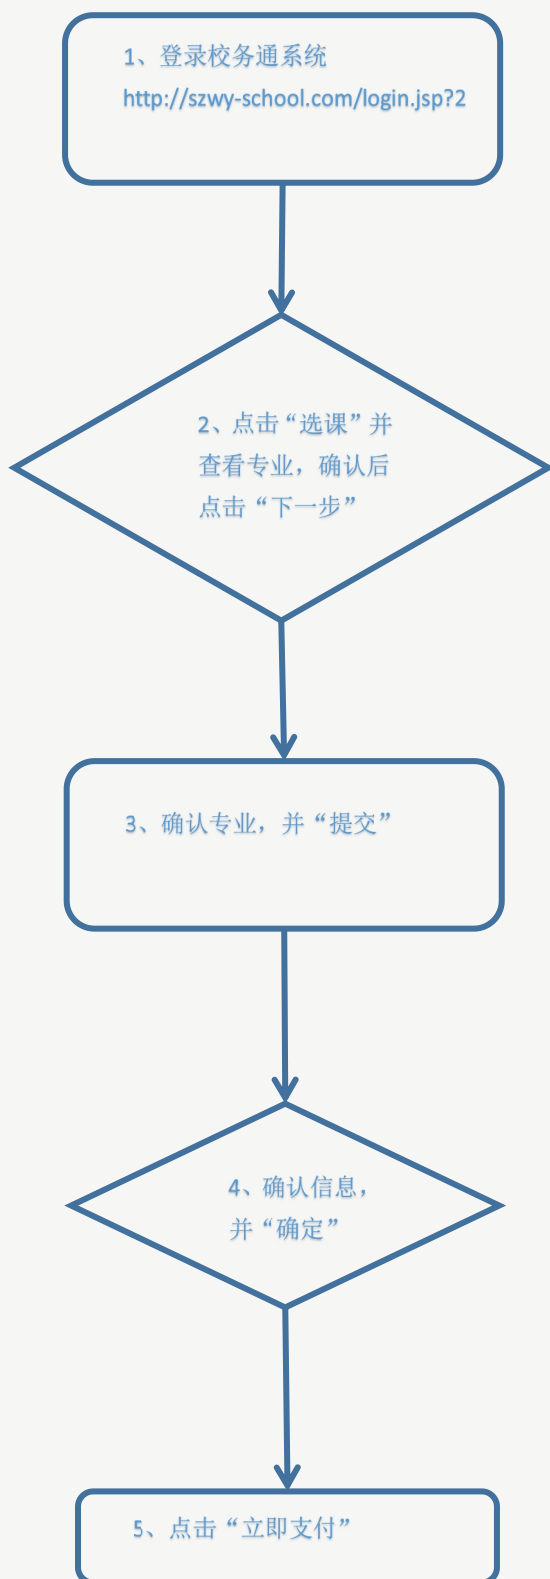 1、登录校务通系统
http://szwy-school.com/login.jsp?2
2、点击“选课”并
查看专业，确认后
点击“下一步”
3、确认专业，并“提交”
4、确认信息，
并“确定”
5、点击“立即支付”